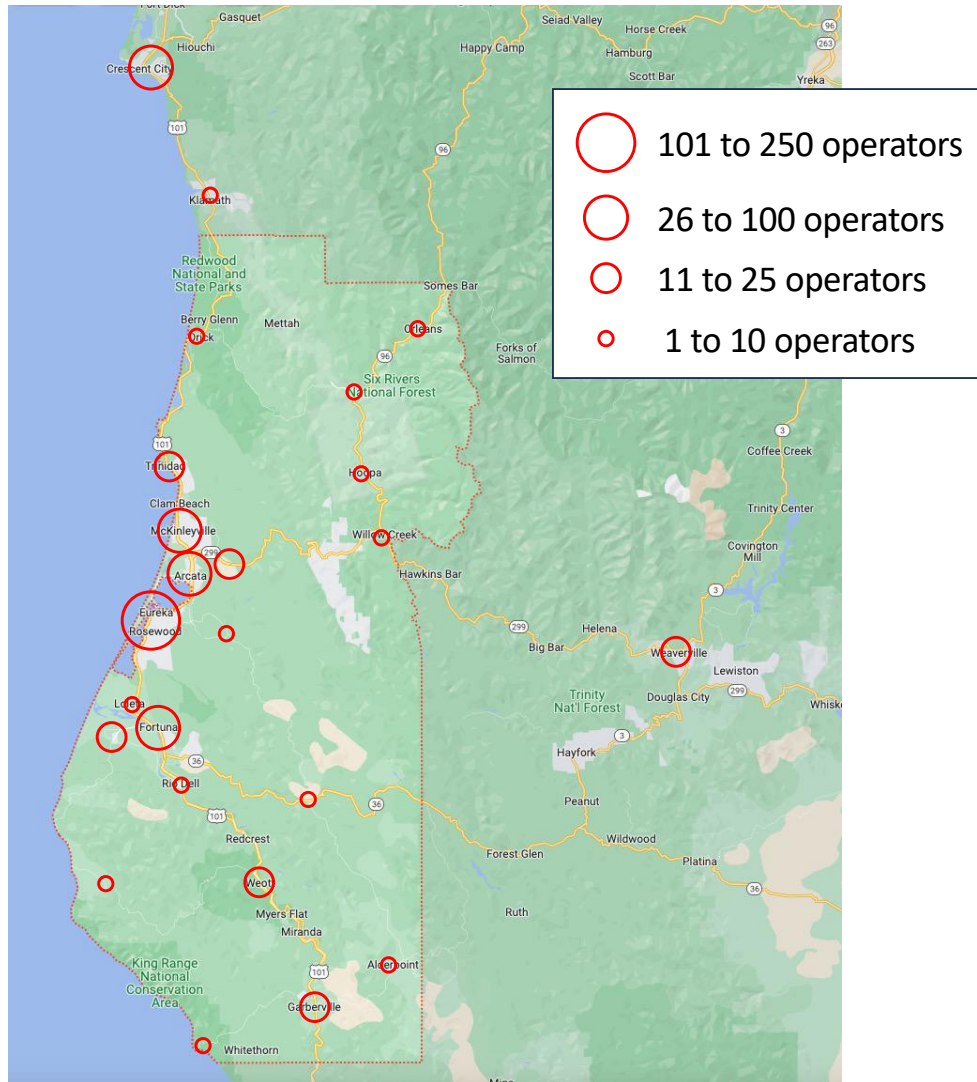 Fort Dick
Gasquet
Hiouchi
Crescent City
101
Klamath
Seiad Valley
Horse Creek
96
Happy Camp
Hamburg
263
Scott Bar
Yreka
96
101 to 250 operators
26 to 100 operators
11 to 25 operators
1 to 10 operators
Redwood
National and
State Parks
Somes Bar
Berry Glenn
Mettah
Orick
Orleans
96
Forks of
Salmon
Six Rivers
National Forest
3
101
Coffee Creek
Trinidad
Hoopa
Clam Beach
Trinity Center
McKinleyville
Willow Creek
299
Covington
Mill
Arcata
Hawkins Bar
3
Eureka
Rosewood
299
Helena
Big Bar
Weaverville
Lewiston
Trinity
Nat'l Forest
Douglas City
299
Loleta
Fortuna
3
Hayfork
36
Rio Dell
36
Peanut
101
Redcrest
Wildwood
Forest Glen
Platina
Weott
36
Myers Flat
Ruth
Miranda
King Range
National
Conservation
Area
101
Alderpoint
Garberville
Whitethorn